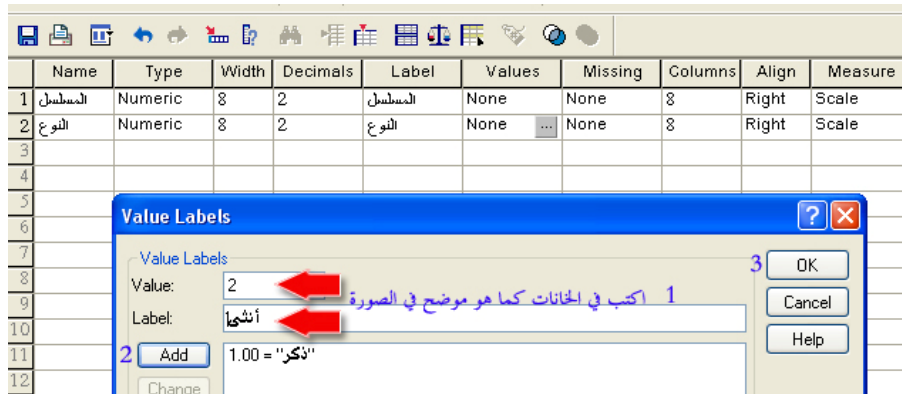 Name Type Width Decimals Label Values Missing Columns Align Measure
1 المسلسل Numeric 8 2 المسلسل None None 8 Right Scale
2 النوع Numeric 8 2 النوع None ... None 8 Right Scale
3
4
5
6
7
8
9
10
11
12
Value Labels
Value Labels
Value: 2
Label: أنثى
1 اكتب في الخانات كما هو موضح في الصورة
3 OK
Cancel
Help
2 Add
1.00 = "ذكر"
Change